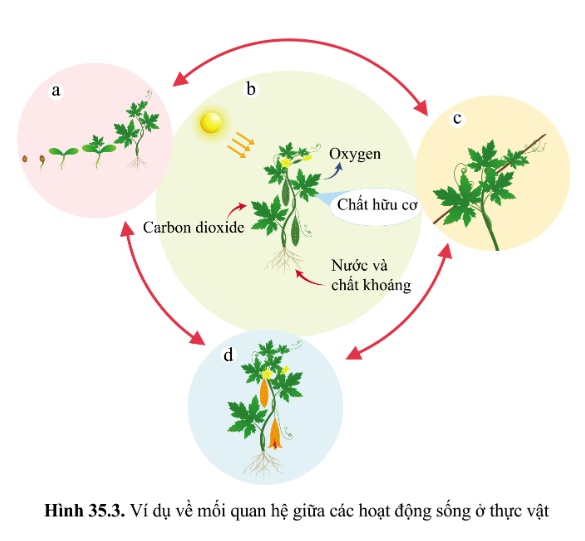 a
b
c
Oxygen
Chất hữu cơ
Carbon dioxide
Nước và
chất khoáng
d
Hình 35.3. Ví dụ về mối quan hệ giữa các hoạt động sống ở thực vật